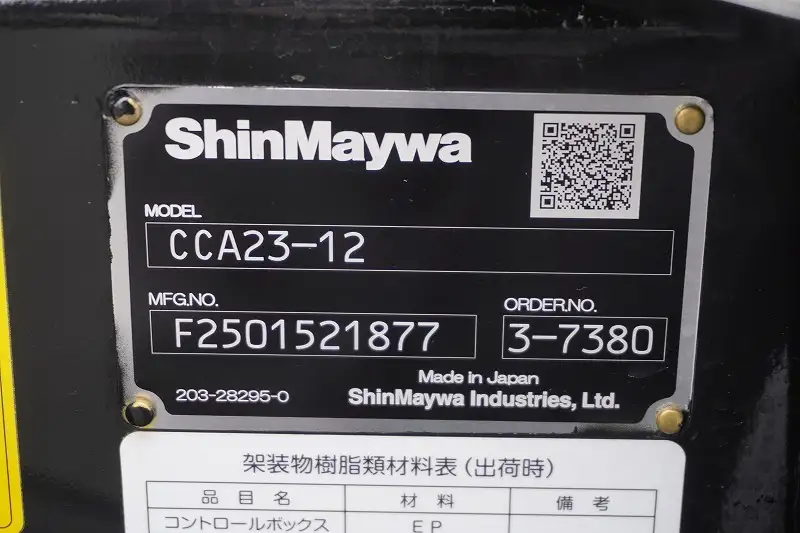 ShinMaywa
MODEL
CCA23-12
MFG.NO. ORDER.NO.
F2501521877 3-7380
Made in Japan
203-28295-0 ShinMaywa Industries, Ltd.
架装物樹脂類材料表(出荷時)
品目名 材料 備考
コントロールボックス EP